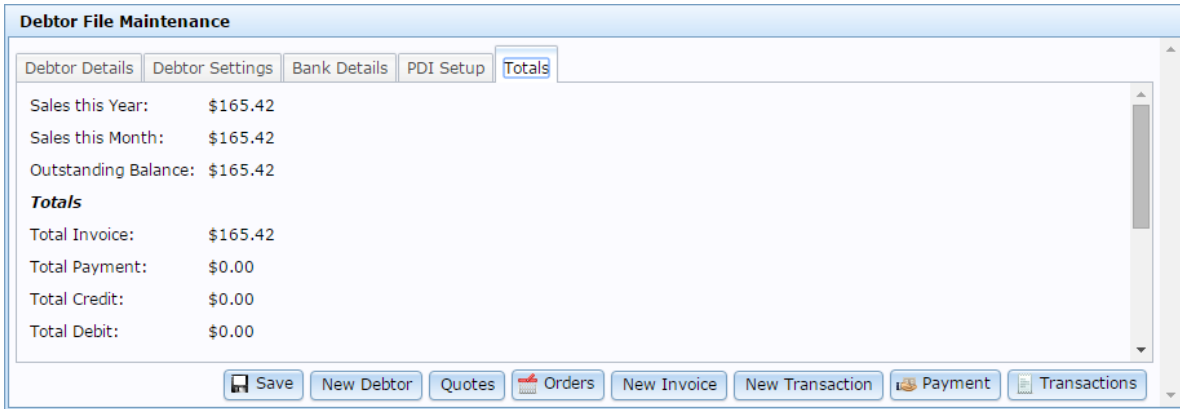 Debtor File Maintenance
Debtor Details Debtor Settings Bank Details PDI Setup Totals
Sales this Year: $165.42
Sales this Month: $165.42
Outstanding Balance: $165.42
Totals
Total Invoice: $165.42
Total Payment: $0.00
Total Credit: $0.00
Total Debit: $0.00
Save New Debtor Quotes Orders New Invoice New Transaction Payment Transactions